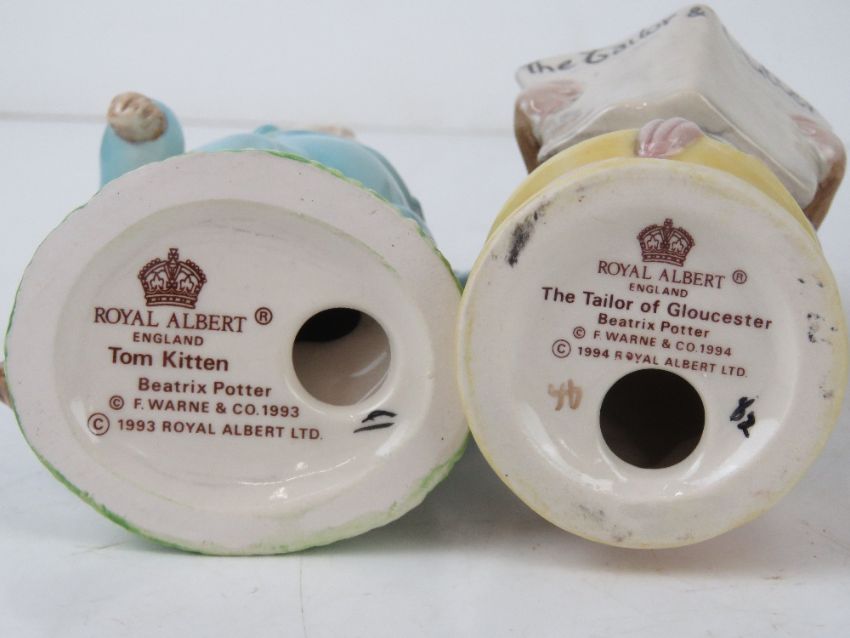 The Tailor &
ROYAL ALBERT ®
ENGLAND
Tom Kitten
Beatrix Potter
© F. WARNE & CO. 1993
© 1993 ROYAL ALBERT LTD.
ROYAL ALBERT ®
ENGLAND
The Tailor of Gloucester
Beatrix Potter
© F. WARNE & CO. 1994
© 1994 ROYAL ALBERT LTD.